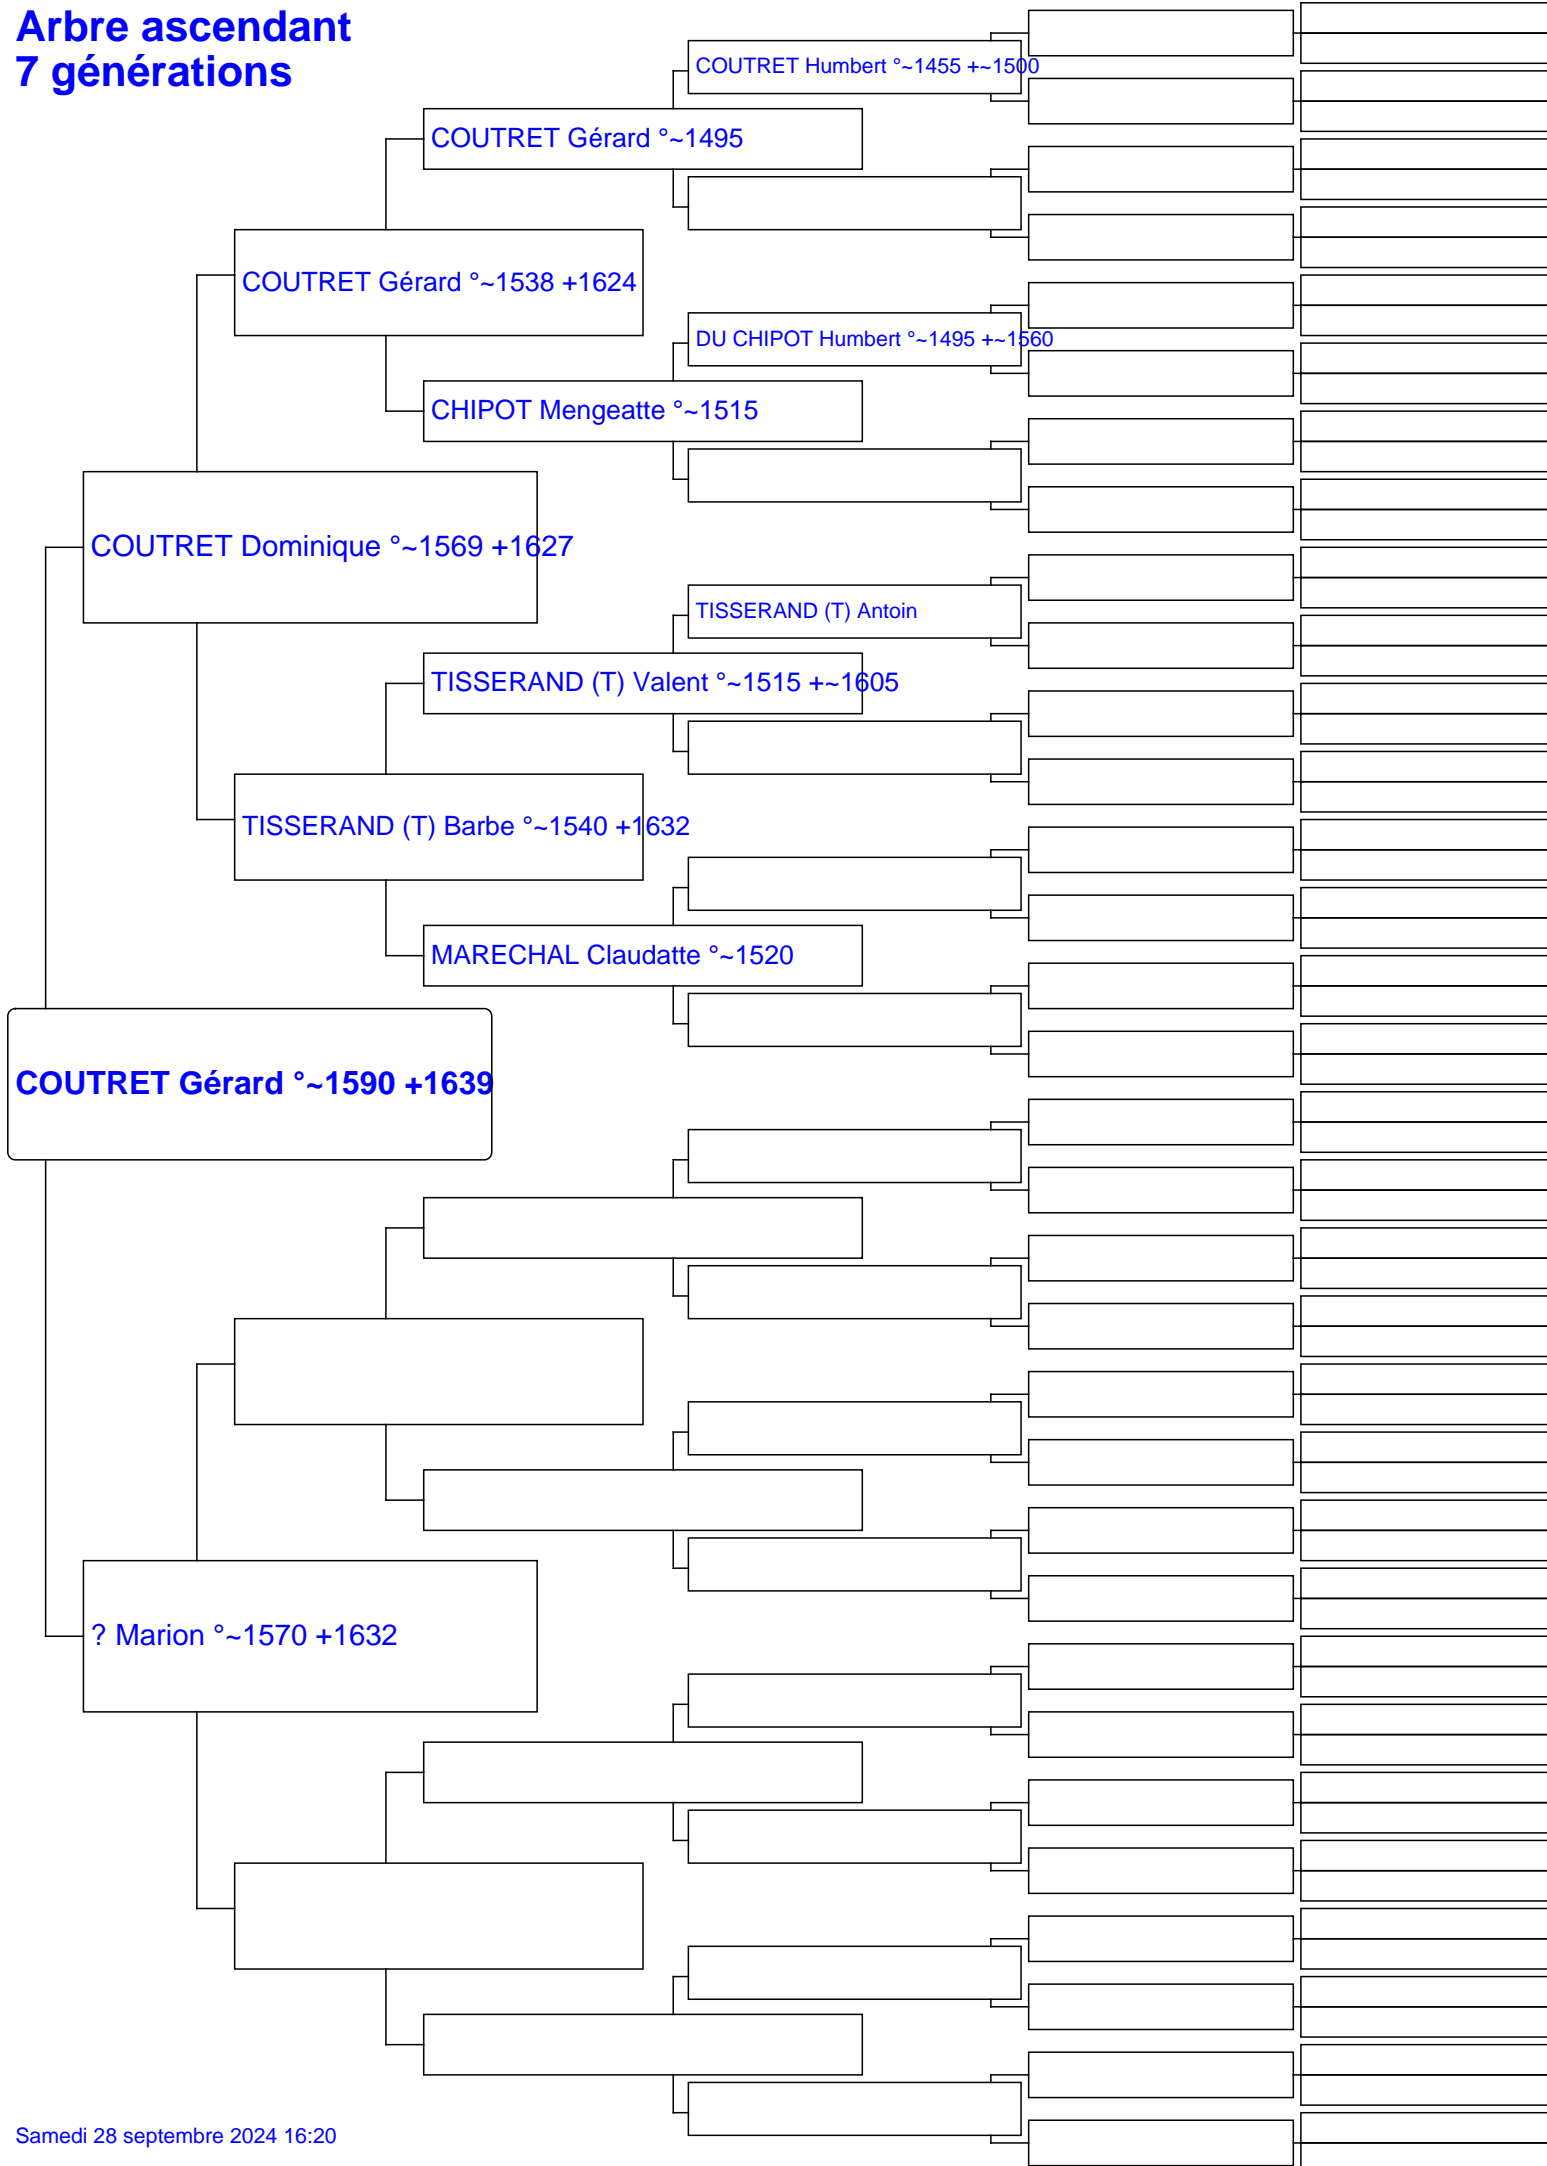 Arbre ascendant
7 générations
COUTRET Humbert °~1455 +~1500
COUTRET Gérard °~1495
COUTRET Gérard °~1538 +1624
DU CHIPOT Humbert °~1495 +~1560
CHIPOT Mengeatte °~1515
COUTRET Dominique °~1569 +1627
TISSERAND (T) Antoin
TISSERAND (T) Valent °~1515 +~1605
TISSERAND (T) Barbe °~1540 +1632
MARECHAL Claudatte °~1520
COUTRET Gérard °~1590 +1639
? Marion °~1570 +1632
Samedi 28 septembre 2024 16:20